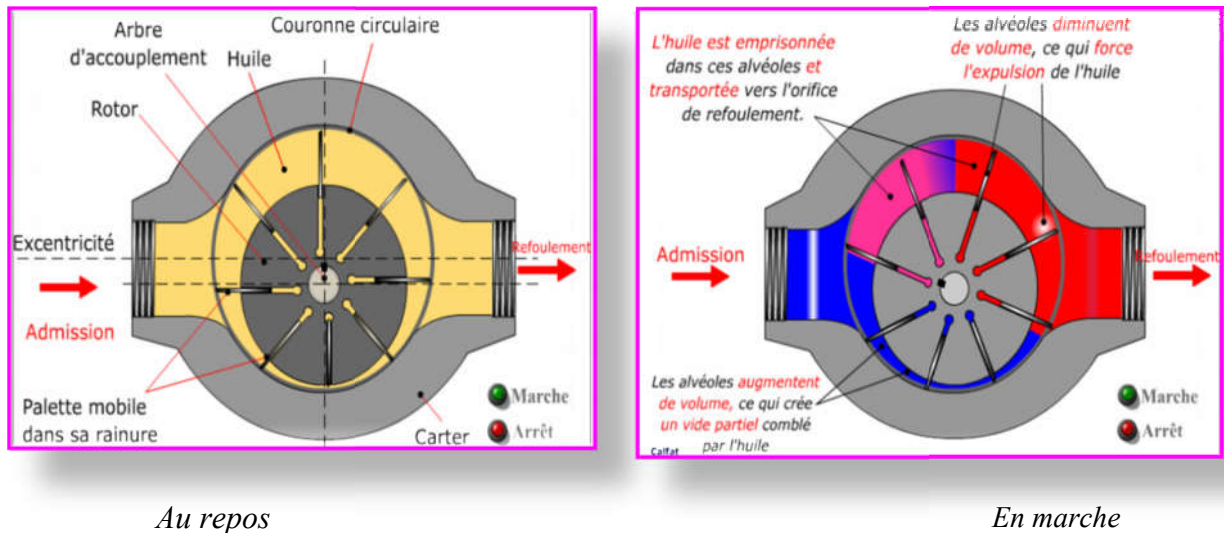 Arbre
d'accouplement
Couronne circulaire
Huile
Rotor
Excentricité
Refoulement
Admission
Palette mobile
dans sa rainure
Carter
Marche
Arrêt
Au repos
L'huile est emprisonnée
dans ces alvéoles et
transportée vers l'orifice
de refoulement.
Les alvéoles diminuent
de volume, ce qui force
l'expulsion de l'huile
Admission
Refoulement
Les alvéoles augmentent
de volume, ce qui crée
un vide partiel comblé
par l'huile
Calfat
Marche
Arrêt
En marche